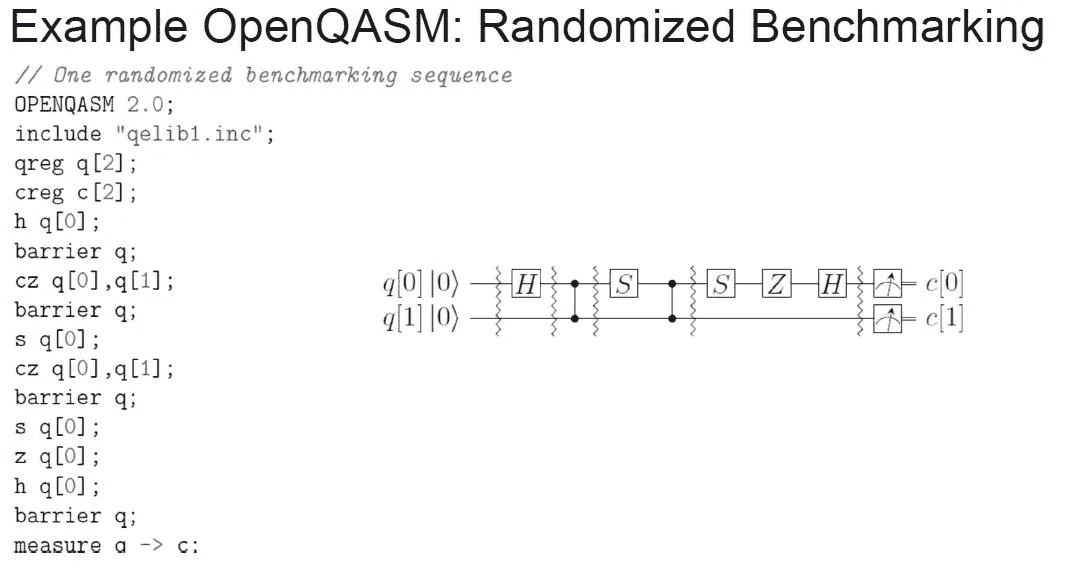 Example OpenQASM: Randomized Benchmarking
// One randomized benchmarking sequence
OPENQASM 2.0;
include "qelib1.inc";
qreg q[2];
creg c[2];
h q[0];
barrier q;
cz q[0],q[1];
barrier q;
s q[0];
cz q[0],q[1];
barrier q;
s q[0];
z q[0];
h q[0];
barrier q;
measure q -> c;
q[0] |0⟩ H S S Z H c[0]
q[1] |0⟩ c[1]